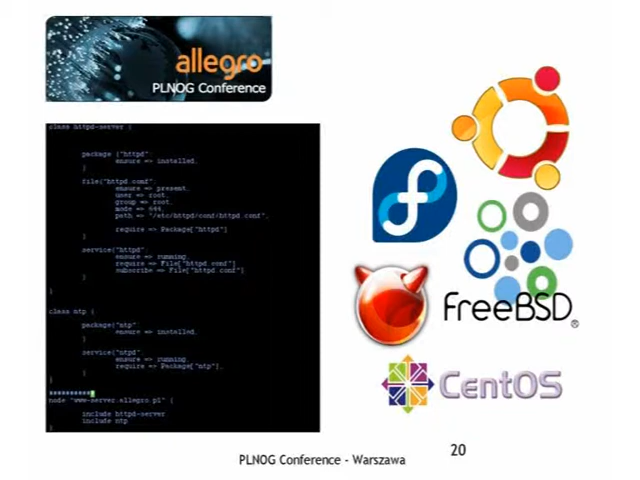 allegro
PLNOG Conference
class httpd-server {
package {"httpd":
ensure => installed,
}
file{"httpd.conf":
ensure => present,
user => root,
group => root,
mode => 644,
path => "/etc/httpd/conf/httpd.conf",
require => Package["httpd"]
}
service{"httpd":
ensure => running,
require => File["httpd.conf"]
subscribe => File["httpd.conf"]
}
}
class ntp {
package{"ntp":
ensure => installed,
}
service{"ntpd":
ensure => running,
require => Package["ntp"],
}
}
node "www-server.allegro.pl" {
include httpd-server
include ntp
}
FreeBSD®
CentOS
20
PLNOG Conference - Warszawa